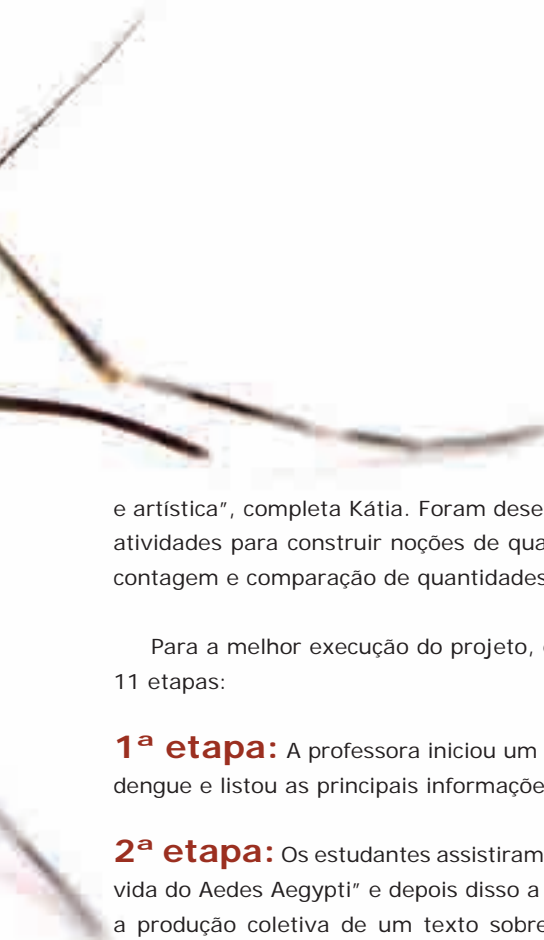 e artística”, completa Kátia. Foram dese
atividades para construir noções de qua
contagem e comparação de quantidades
Para a melhor execução do projeto,
11 etapas:
1ª etapa: A professora iniciou um
dengue e listou as principais informaçõe
2ª etapa: Os estudantes assistiram
vida do Aedes Aegypti” e depois disso a
a produção coletiva de um texto sobre